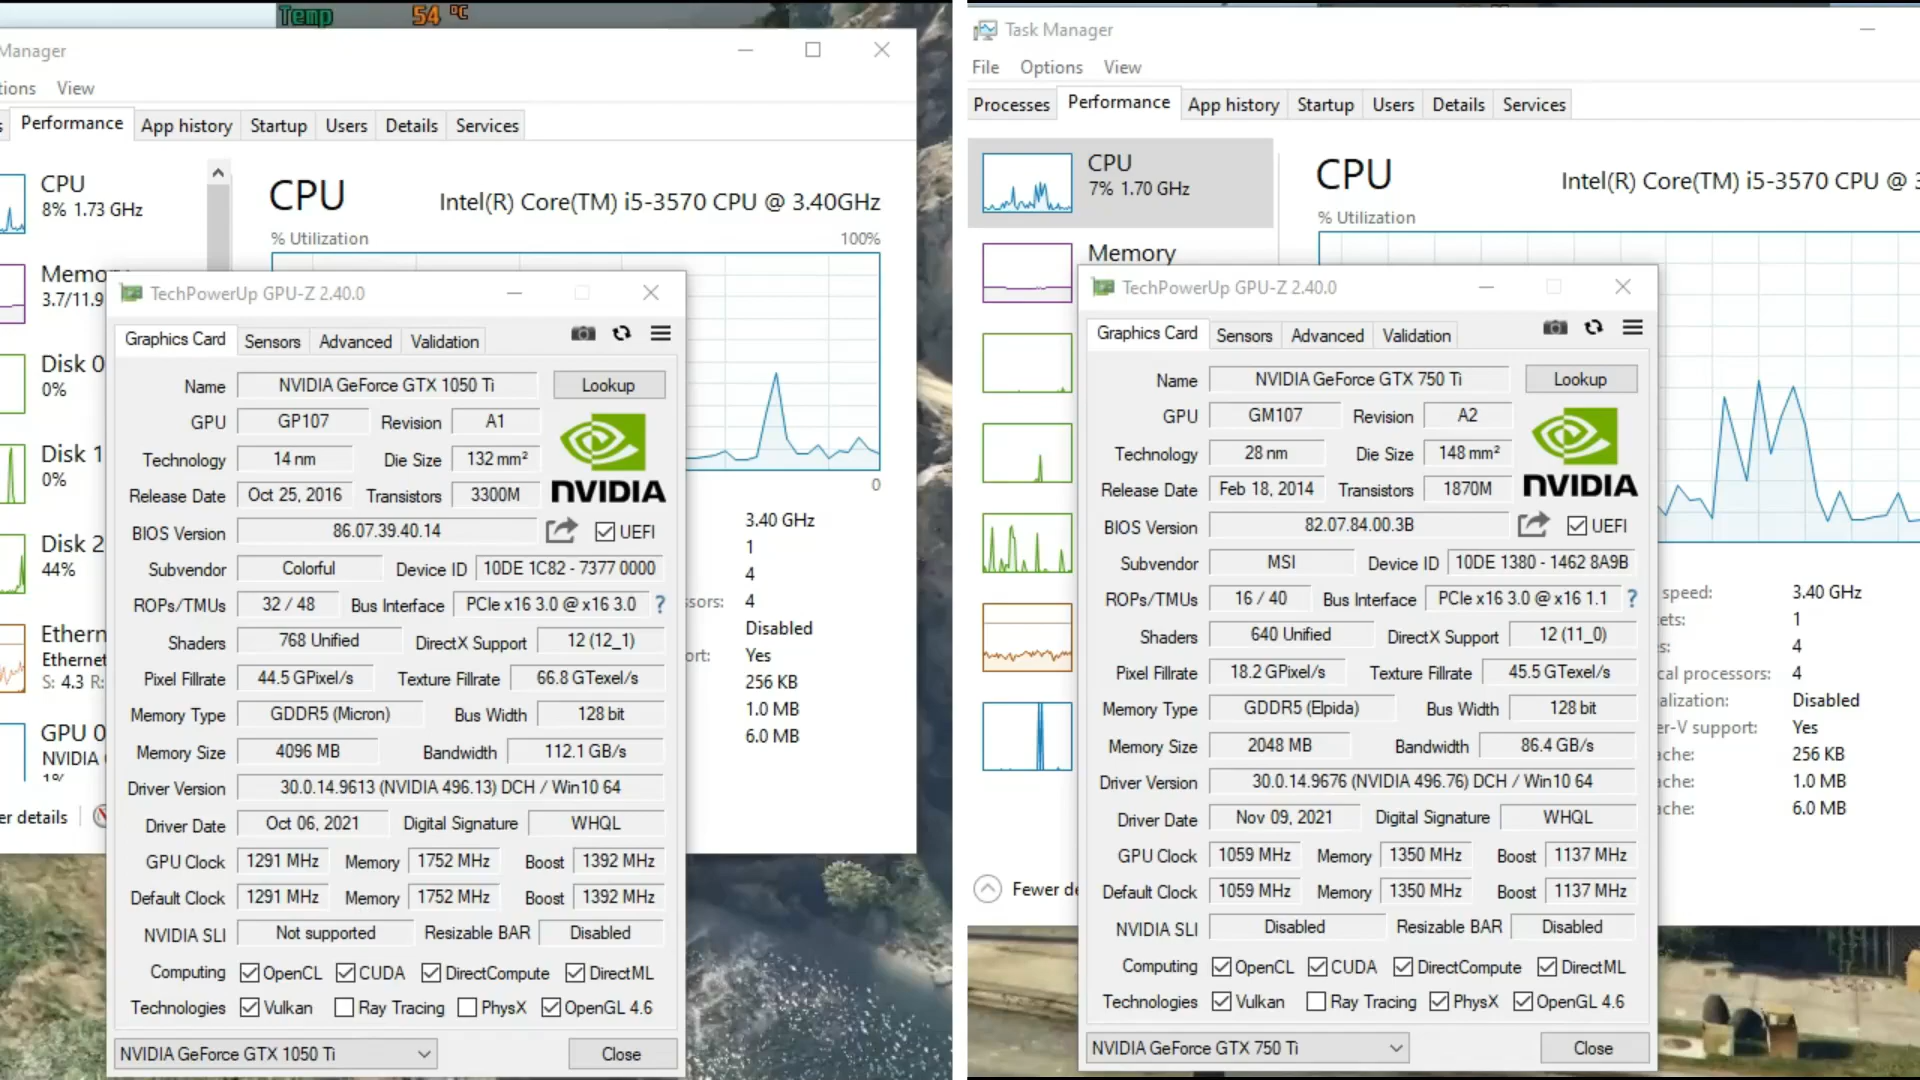 Temp 54 °C
Manager
tions View
Performance App history Startup Users Details Services
CPU
8% 1.73 GHz
Memory
3.7/11.9
Disk 0
0%
Disk 1
0%
Disk 2
44%
Ethern
Ethernet
S: 4.3 R:
GPU 0
NVIDIA
1%
er details
CPU
Intel(R) Core(TM) i5-3570 CPU @ 3.40GHz
% Utilization 100%
0
3.40 GHz
1
4
ssors: 4
Disabled
ort: Yes
256 KB
1.0 MB
6.0 MB
TechPowerUp GPU-Z 2.40.0
Graphics Card Sensors Advanced Validation
Name NVIDIA GeForce GTX 1050 Ti Lookup
GPU GP107 Revision A1
Technology 14 nm Die Size 132 mm²
Release Date Oct 25, 2016 Transistors 3300M
NVIDIA
BIOS Version 86.07.39.40.14 UEFI
Subvendor Colorful Device ID 10DE 1C82 - 7377 0000
ROPs/TMUs 32 / 48 Bus Interface PCIe x16 3.0 @ x16 3.0 ?
Shaders 768 Unified DirectX Support 12 (12_1)
Pixel Fillrate 44.5 GPixel/s Texture Fillrate 66.8 GTexel/s
Memory Type GDDR5 (Micron) Bus Width 128 bit
Memory Size 4096 MB Bandwidth 112.1 GB/s
Driver Version 30.0.14.9613 (NVIDIA 496.13) DCH / Win10 64
Driver Date Oct 06, 2021 Digital Signature WHQL
GPU Clock 1291 MHz Memory 1752 MHz Boost 1392 MHz
Default Clock 1291 MHz Memory 1752 MHz Boost 1392 MHz
NVIDIA SLI Not supported Resizable BAR Disabled
Computing OpenCL CUDA DirectCompute DirectML
Technologies Vulkan Ray Tracing PhysX OpenGL 4.6
NVIDIA GeForce GTX 1050 Ti Close
Task Manager
File Options View
Processes Performance App history Startup Users Details Services
CPU
7% 1.70 GHz
Memory
Fewer de
CPU
Intel(R) Core(TM) i5-3570 CPU @ 3
% Utilization
speed: 3.40 GHz
ets: 1
s: 4
cal processors: 4
alization: Disabled
er-V support: Yes
ache: 256 KB
ache: 1.0 MB
ache: 6.0 MB
TechPowerUp GPU-Z 2.40.0
Graphics Card Sensors Advanced Validation
Name NVIDIA GeForce GTX 750 Ti Lookup
GPU GM107 Revision A2
Technology 28 nm Die Size 148 mm²
Release Date Feb 18, 2014 Transistors 1870M
NVIDIA
BIOS Version 82.07.84.00.3B UEFI
Subvendor MSI Device ID 10DE 1380 - 1462 8A9B
ROPs/TMUs 16 / 40 Bus Interface PCIe x16 3.0 @ x16 1.1 ?
Shaders 640 Unified DirectX Support 12 (11_0)
Pixel Fillrate 18.2 GPixel/s Texture Fillrate 45.5 GTexel/s
Memory Type GDDR5 (Elpida) Bus Width 128 bit
Memory Size 2048 MB Bandwidth 86.4 GB/s
Driver Version 30.0.14.9676 (NVIDIA 496.76) DCH / Win10 64
Driver Date Nov 09, 2021 Digital Signature WHQL
GPU Clock 1059 MHz Memory 1350 MHz Boost 1137 MHz
Default Clock 1059 MHz Memory 1350 MHz Boost 1137 MHz
NVIDIA SLI Disabled Resizable BAR Disabled
Computing OpenCL CUDA DirectCompute DirectML
Technologies Vulkan Ray Tracing PhysX OpenGL 4.6
NVIDIA GeForce GTX 750 Ti Close